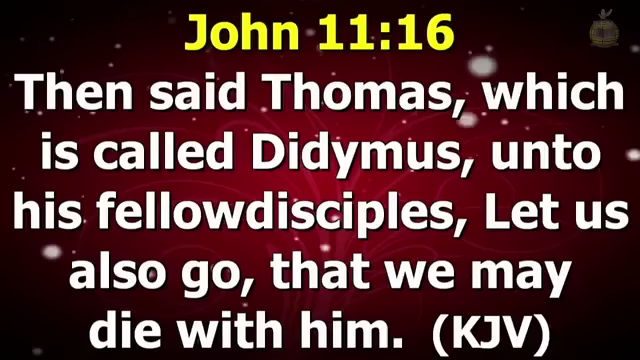 John 11:16
Then said Thomas, which
is called Didymus, unto
his fellowdisciples, Let us
also go, that we may
die with him.  (KJV)